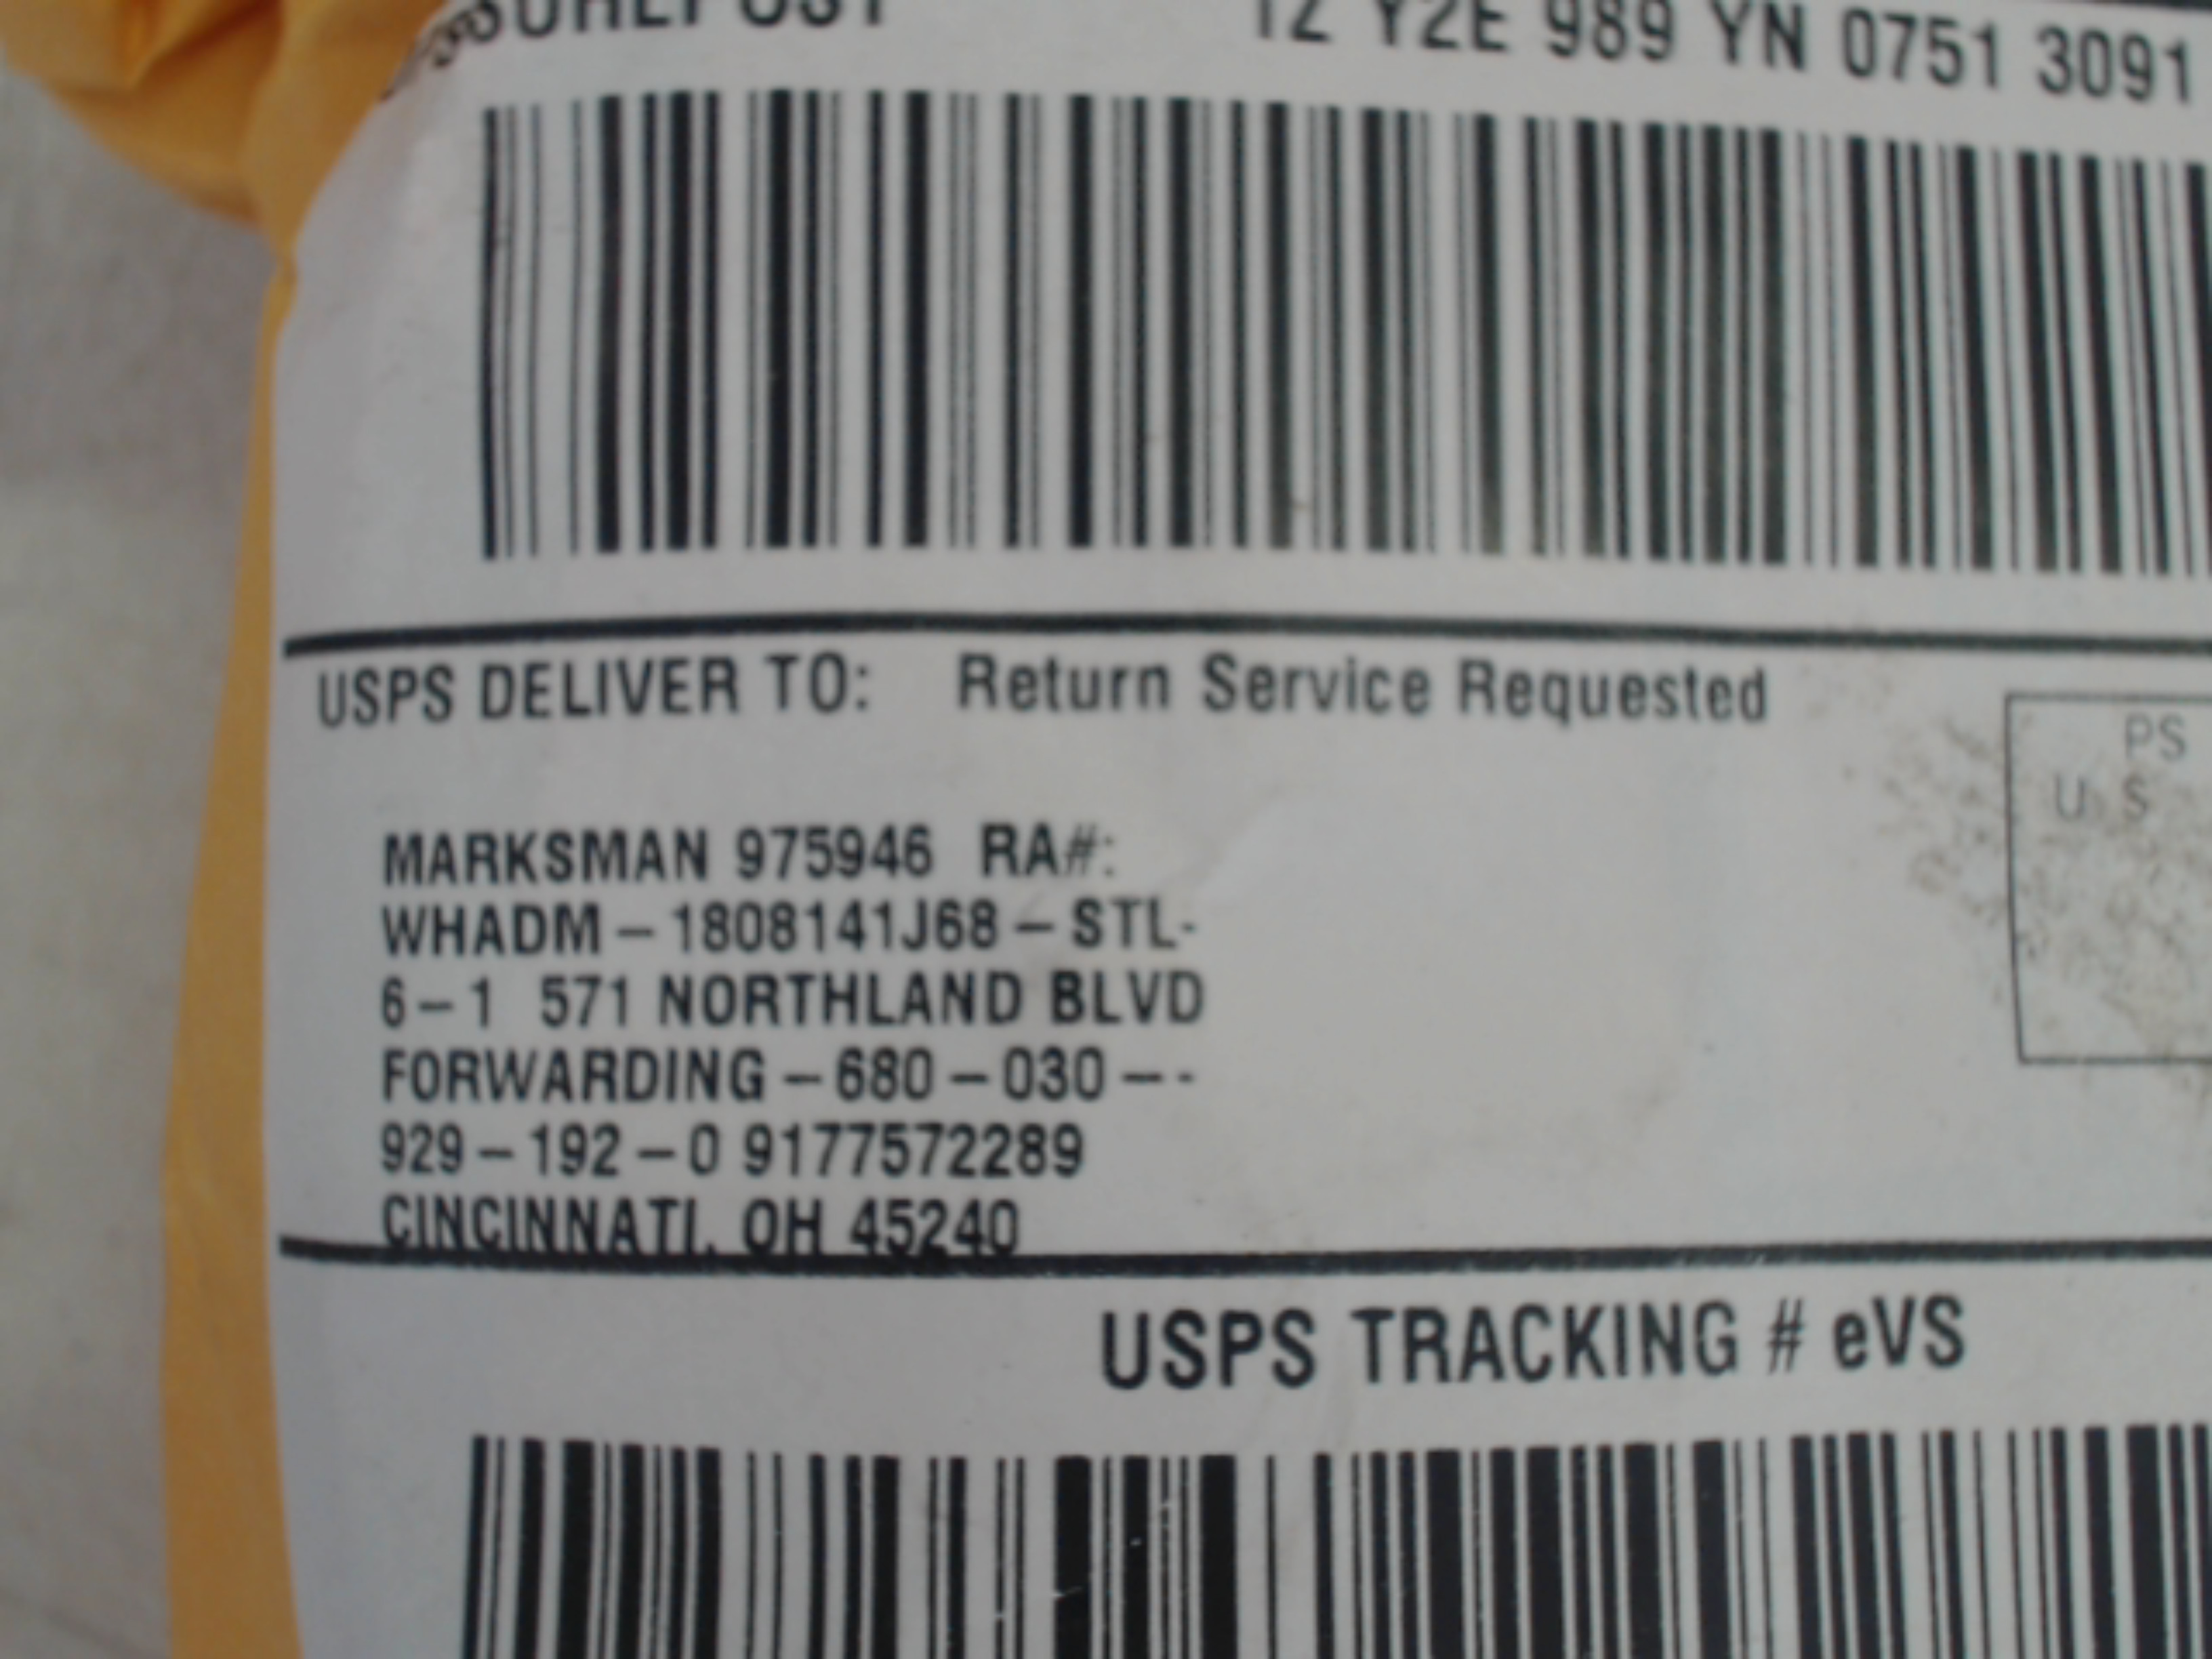 SUREPOST 1Z Y2E 989 YN 0751 3091
USPS DELIVER TO: Return Service Requested
PS
U S
MARKSMAN 975946 RA#:
WHADM – 1808141J68 – STL-
6 – 1 571 NORTHLAND BLVD
FORWARDING – 680 – 030 – -
929 – 192 – 0 9177572289
CINCINNATI, OH 45240
USPS TRACKING # eVS